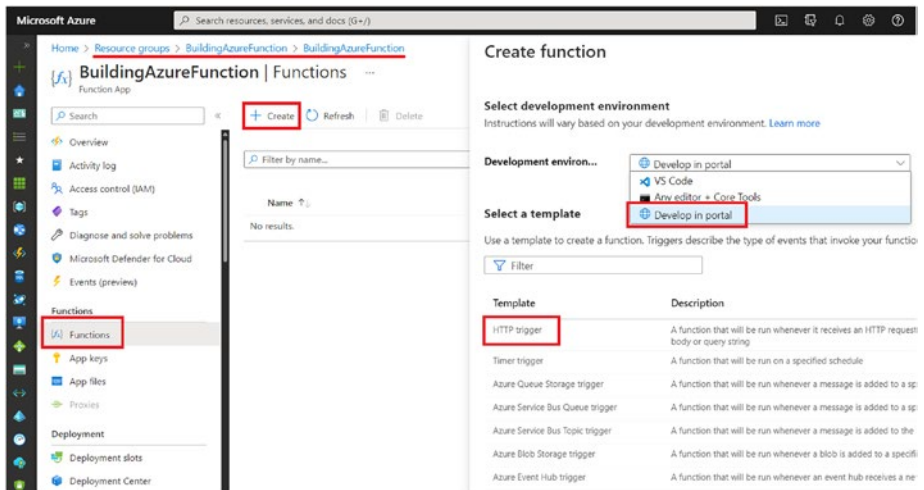 Microsoft Azure
Search resources, services, and docs (G+/)
Home > Resource groups > BuildingAzureFunction > BuildingAzureFunction
BuildingAzureFunction | Functions ...
Function App
Search
Overview
Activity log
Access control (IAM)
Tags
Diagnose and solve problems
Microsoft Defender for Cloud
Events (preview)
Functions
Functions
App keys
App files
Proxies
Deployment
Deployment slots
Deployment Center
+ Create Refresh Delete
Filter by name...
Name ↑↓
No results.
Create function
Select development environment
Instructions will vary based on your development environment. Learn more
Development environ... Develop in portal
VS Code
Any editor + Core Tools
Develop in portal
Select a template
Use a template to create a function. Triggers describe the type of events that invoke your functio
Filter
Template Description
HTTP trigger A function that will be run whenever it receives an HTTP request
body or query string
Timer trigger A function that will be run on a specified schedule
Azure Queue Storage trigger A function that will be run whenever a message is added to a sp
Azure Service Bus Queue trigger A function that will be run whenever a message is added to a sp
Azure Service Bus Topic trigger A function that will be run whenever a message is added to the
Azure Blob Storage trigger A function that will be run whenever a blob is added to a specifi
Azure Event Hub trigger A function that will be run whenever an event hub receives a ne